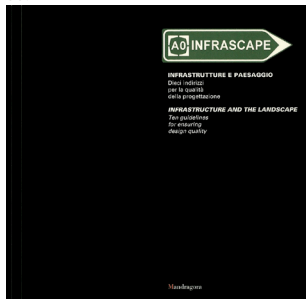 A0 INFRASCAPE
INFRASTRUTTURE E PAESAGGIO
Dieci indirizzi
per la qualità
della progettazione
INFRASTRUCTURE AND THE LANDSCAPE
Ten guidelines
for ensuring
design quality
Mandragora